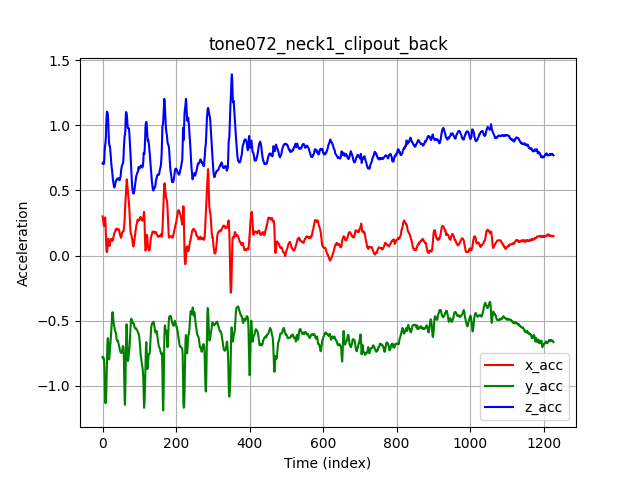 tone072_neck1_clipout_back
1.5
1.0
0.5
0.0
−0.5
−1.0
Acceleration
0 200 400 600 800 1000 1200
Time (index)
x_acc
y_acc
z_acc